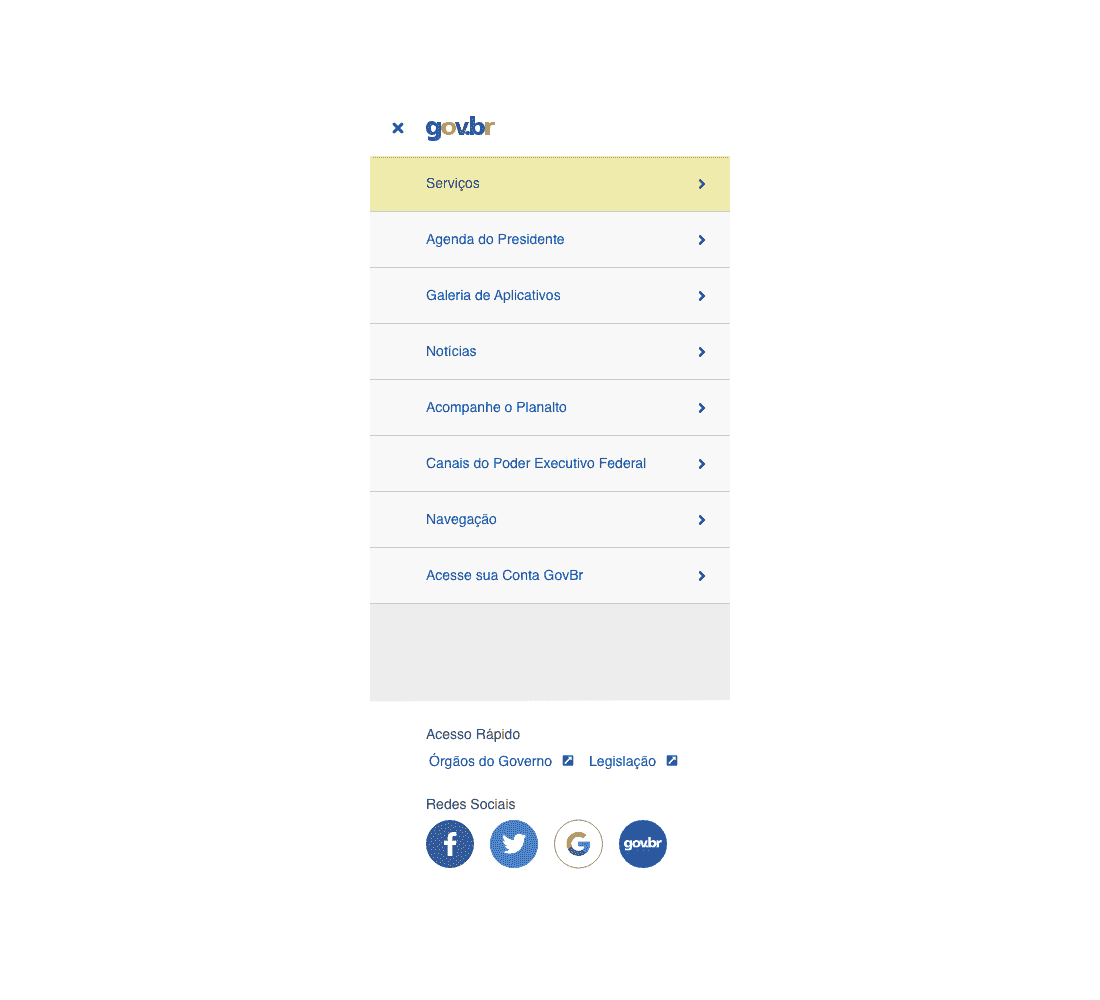 gov.br
Serviços
Agenda do Presidente
Galeria de Aplicativos
Notícias
Acompanhe o Planalto
Canais do Poder Executivo Federal
Navegação
Acesse sua Conta GovBr
Acesso Rápido
Órgãos do Governo Legislação
Redes Sociais
gov.br